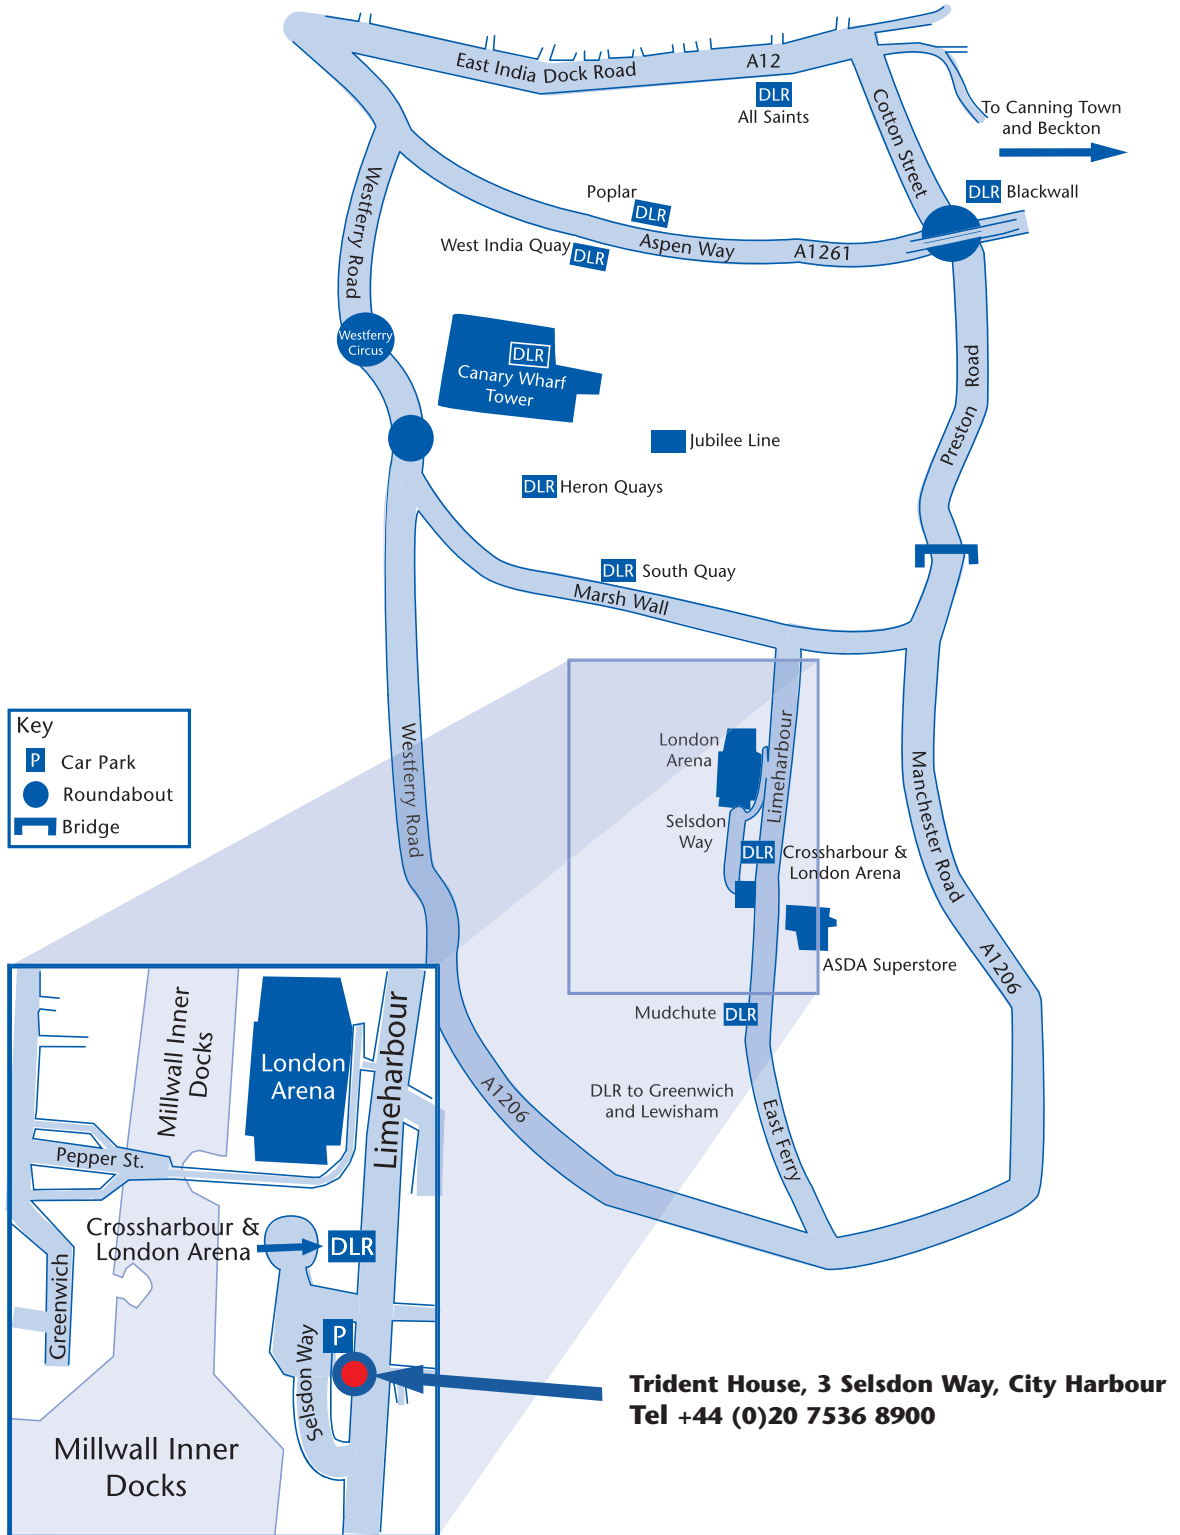 East India Dock Road
A12
DLR
All Saints
Cotton Street
To Canning Town
and Beckton
DLR Blackwall
Westferry Road
Poplar
DLR
West India Quay
DLR
Aspen Way
A1261
Westferry
Circus
DLR
Canary Wharf
Tower
Preston Road
Jubilee Line
DLR Heron Quays
DLR South Quay
Marsh Wall
Key
P Car Park
Roundabout
Bridge
Westferry Road
London
Arena
Limeharbour
Selsdon
Way
DLR
Crossharbour &
London Arena
Manchester Road
ASDA Superstore
A1206
Mudchute DLR
DLR to Greenwich
and Lewisham
A1206
East Ferry
Millwall Inner
Docks
London
Arena
Limeharbour
Pepper St.
Crossharbour &
London Arena
DLR
Greenwich
P
Selsdon Way
Millwall Inner
Docks
Trident House, 3 Selsdon Way, City Harbour
Tel +44 (0)20 7536 8900